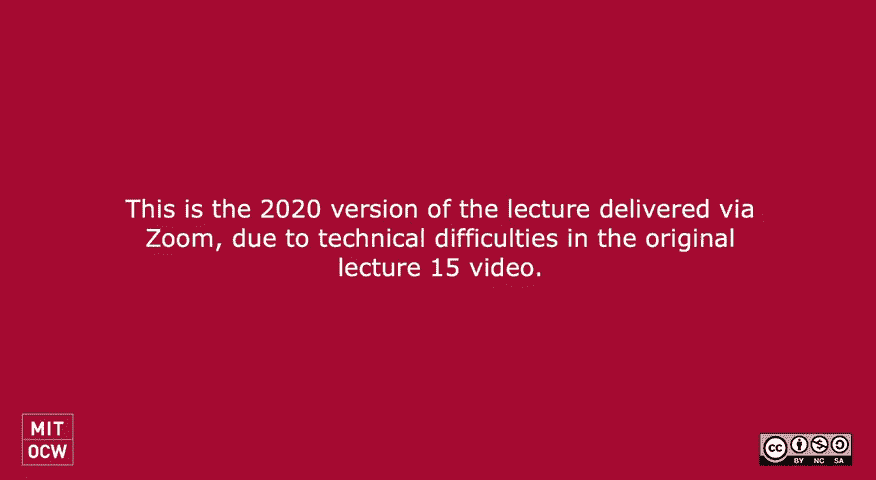 This is the 2020 version of the lecture delivered via
Zoom, due to technical difficulties in the original
lecture 15 video.
MIT
OCW
cc
BY NC SA